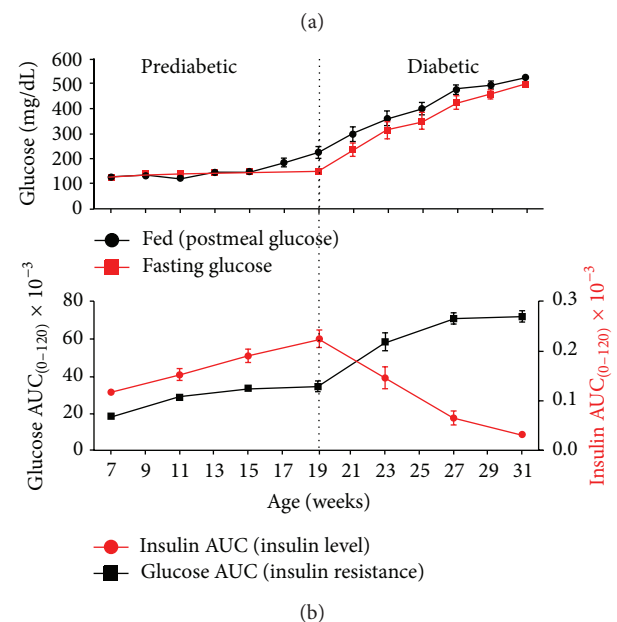 (a)
600
500
400
300
200
100
0
Glucose (mg/dL)
Prediabetic
Diabetic
Fed (postmeal glucose)
Fasting glucose
80
60
40
20
0
Glucose AUC(0–120) × 10−3
0.3
0.2
0.1
0.0
Insulin AUC(0–120) × 10−3
7 9 11 13 15 17 19 21 23 25 27 29 31
Age (weeks)
Insulin AUC (insulin level)
Glucose AUC (insulin resistance)
(b)